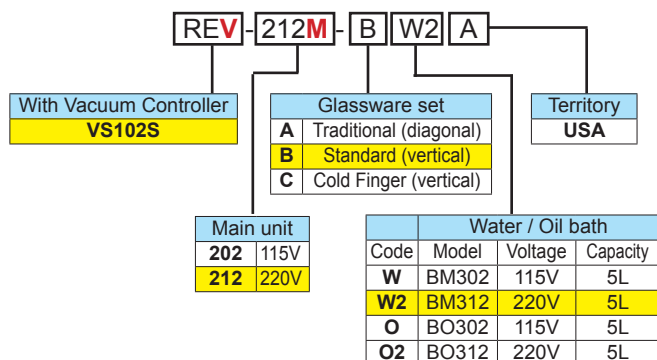 REV-212M-B W2 A
With Vacuum Controller
VS102S
Glassware set
A Traditional (diagonal)
B Standard (vertical)
C Cold Finger (vertical)
Territory
USA
Main unit
202 115V
212 220V
Water / Oil bath
Code Model Voltage Capacity
W BM302 115V 5L
W2 BM312 220V 5L
O BO302 115V 5L
O2 BO312 220V 5L